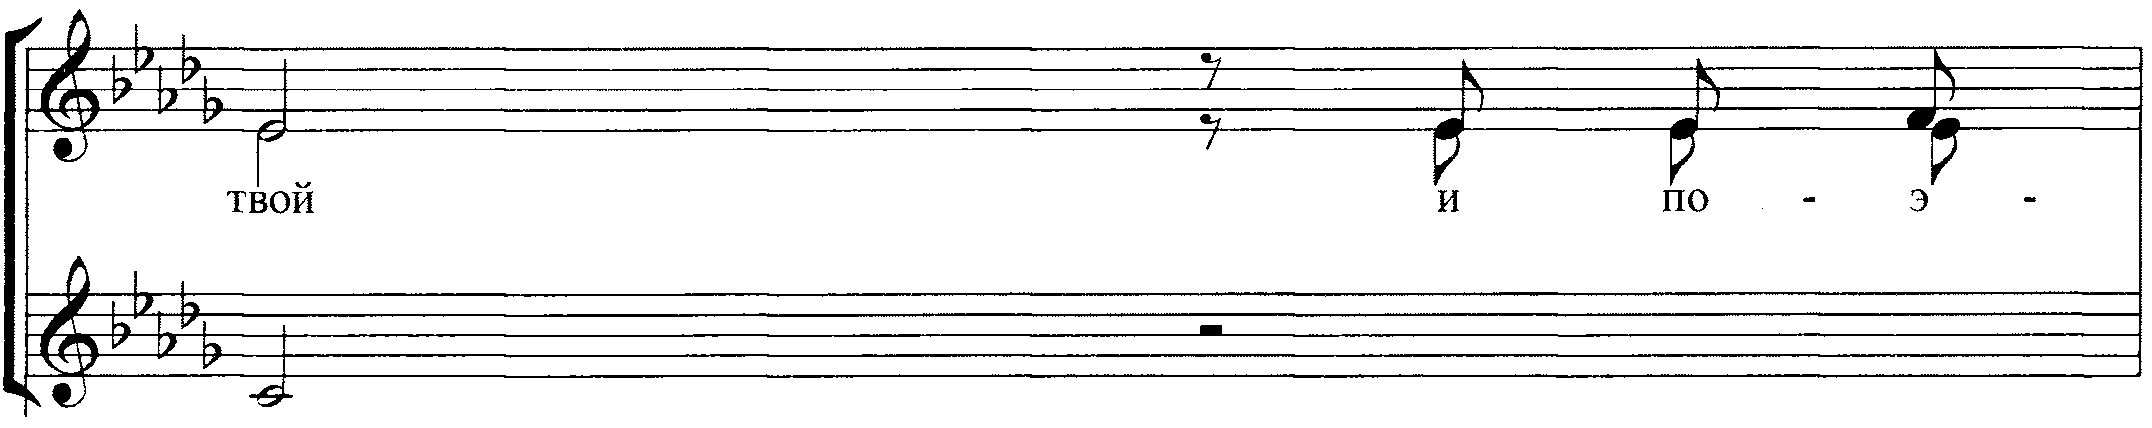 твой и по - э -